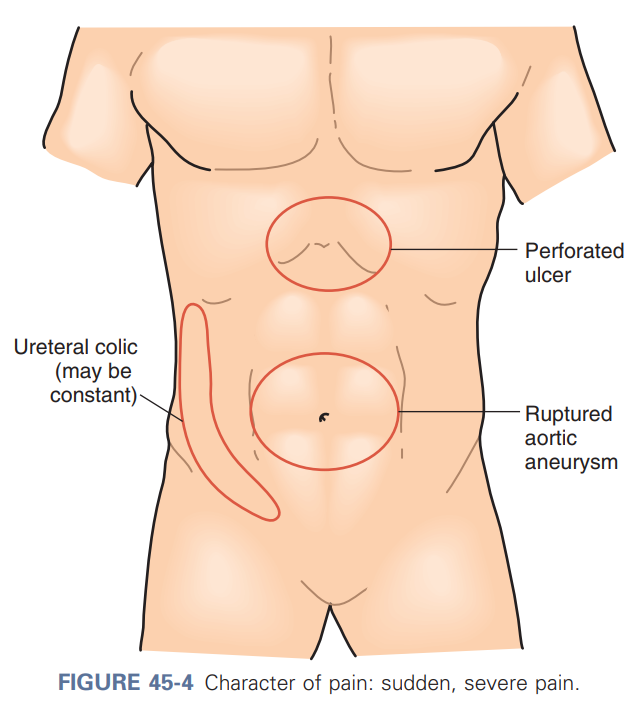 Perforated
ulcer
Ureteral colic
(may be
constant)
Ruptured
aortic
aneurysm
FIGURE 45-4 Character of pain: sudden, severe pain.